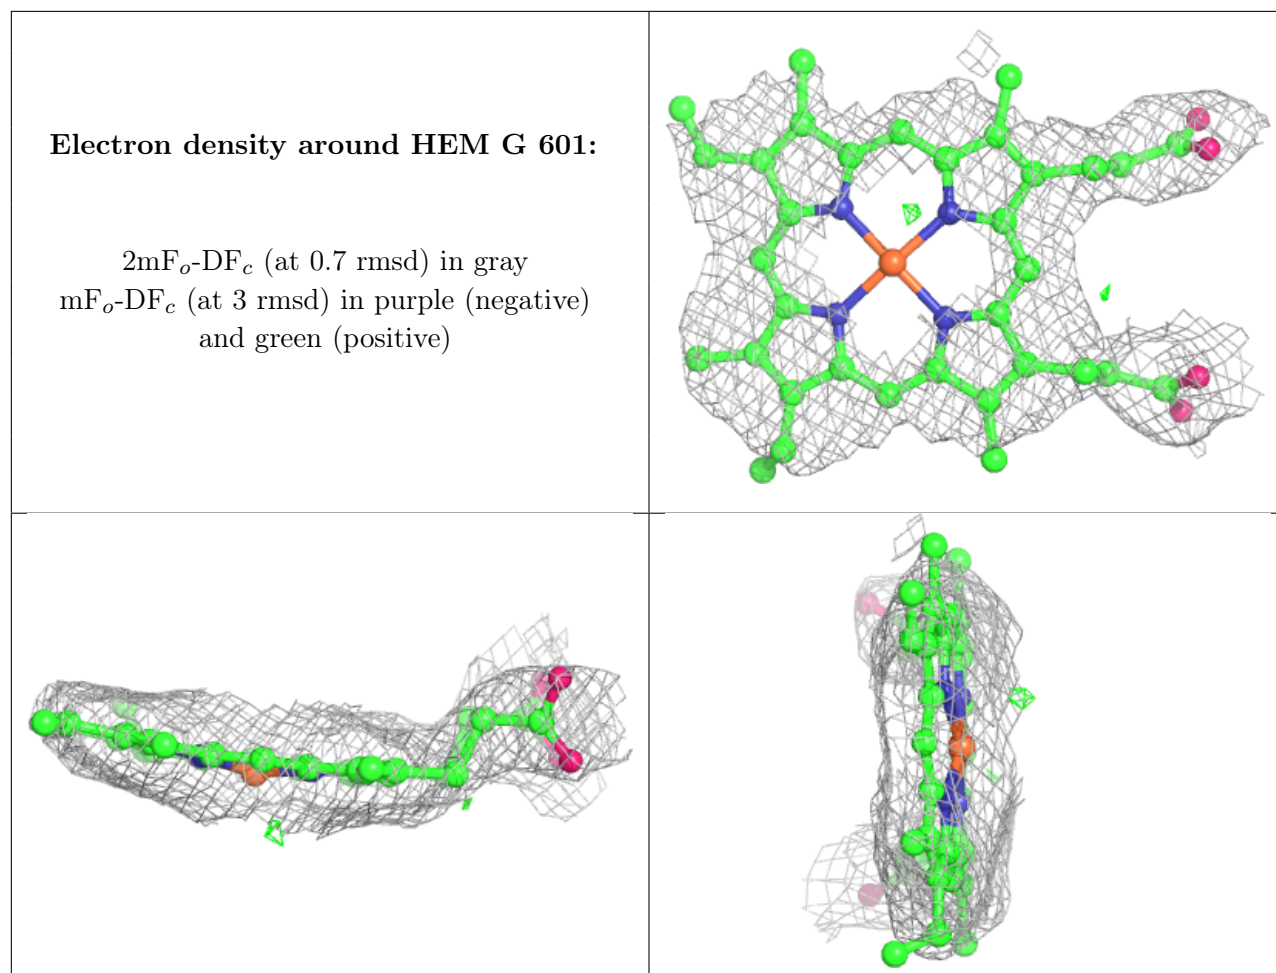 Electron density around HEM G 601:
2mFo-DFc (at 0.7 rmsd) in gray
mFo-DFc (at 3 rmsd) in purple (negative)
and green (positive)